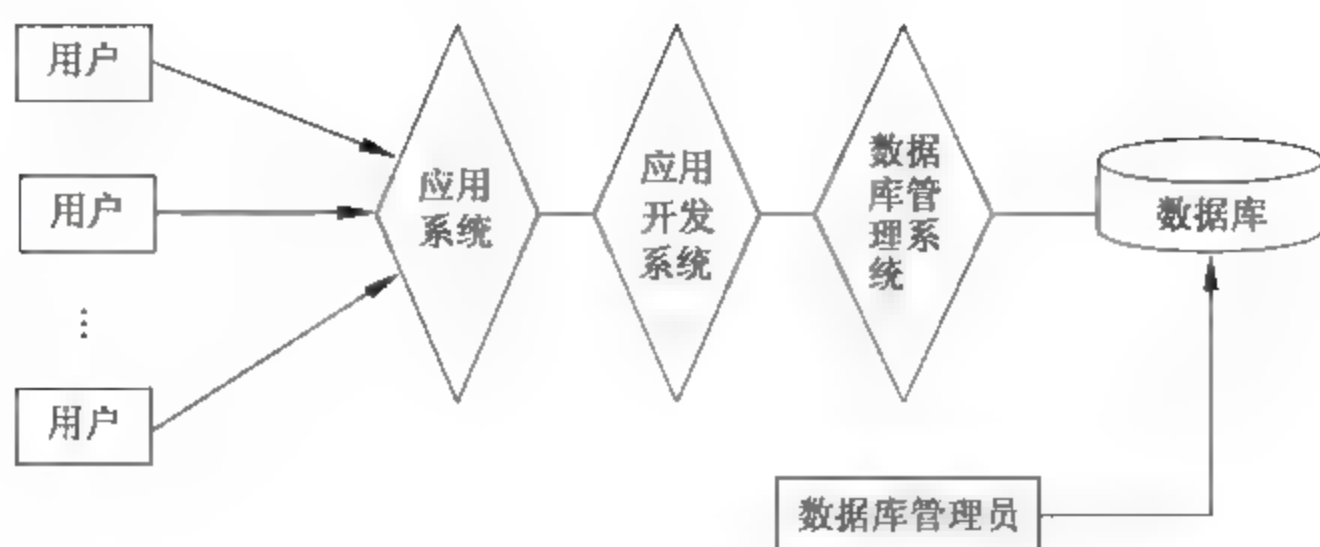 用户
用户
⋮
用户
应用
系统
应用
开发
系统
数据
库管
理系
统
数据库
数据库管理员